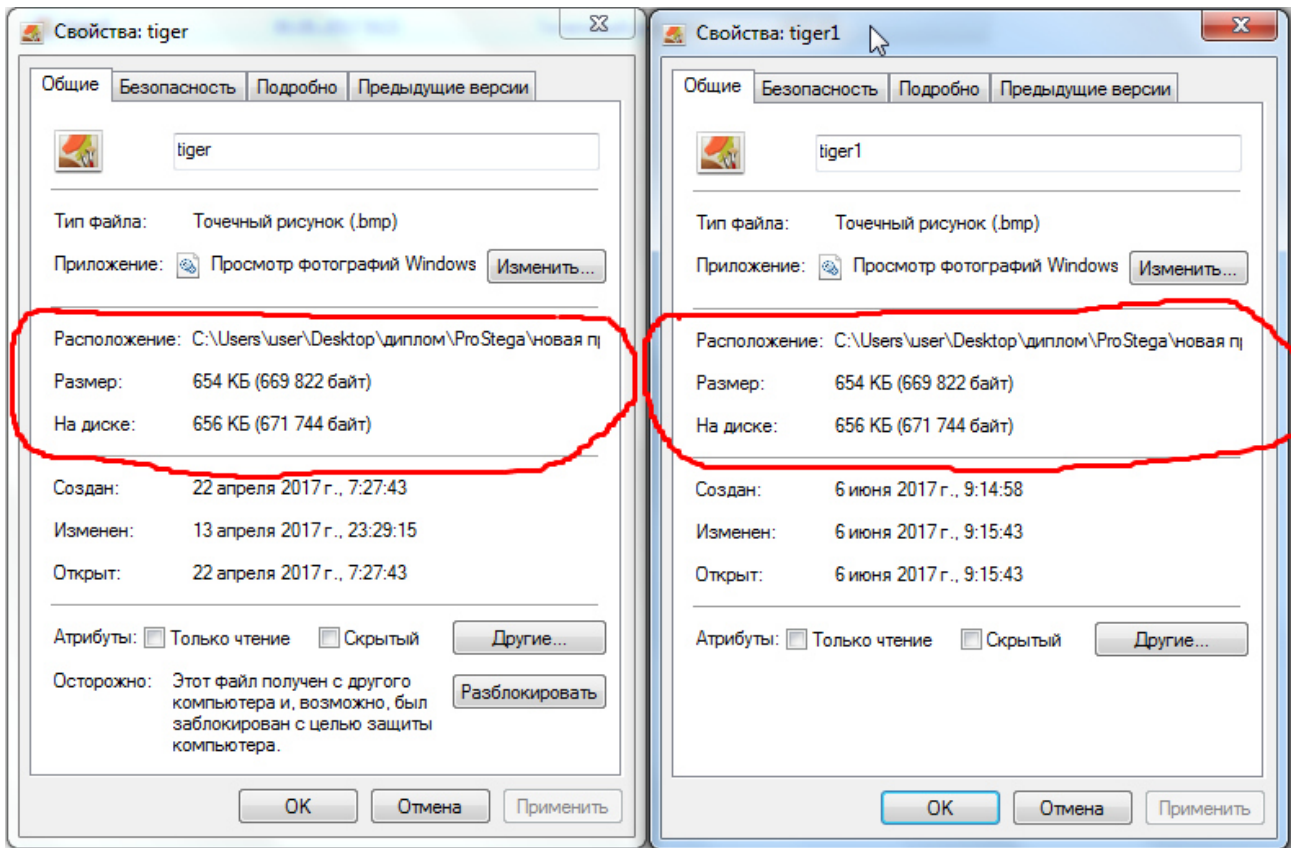 Свойства: tiger
Общие Безопасность Подробно Предыдущие версии
tiger
Тип файла: Точечный рисунок (.bmp)
Приложение: Просмотр фотографий Windows Изменить...
Расположение: C:\Users\user\Desktop\диплом\ProStega\новая
Размер: 654 КБ (669 822 байт)
На диске: 656 КБ (671 744 байт)
Создан: 22 апреля 2017 г., 7:27:43
Изменен: 13 апреля 2017 г., 23:29:15
Открыт: 22 апреля 2017 г., 7:27:43
Атрибуты: Только чтение Скрытый Другие...
Осторожно: Этот файл получен с другого
компьютера и, возможно, был
заблокирован с целью защиты
компьютера.
Разблокировать
OK Отмена Применить
Свойства: tiger1
Общие Безопасность Подробно Предыдущие версии
tiger1
Тип файла: Точечный рисунок (.bmp)
Приложение: Просмотр фотографий Windows Изменить...
Расположение: C:\Users\user\Desktop\диплом\ProStega\новая
Размер: 654 КБ (669 822 байт)
На диске: 656 КБ (671 744 байт)
Создан: 6 июня 2017 г., 9:14:58
Изменен: 6 июня 2017 г., 9:15:43
Открыт: 6 июня 2017 г., 9:15:43
Атрибуты: Только чтение Скрытый Другие...
OK Отмена Применить